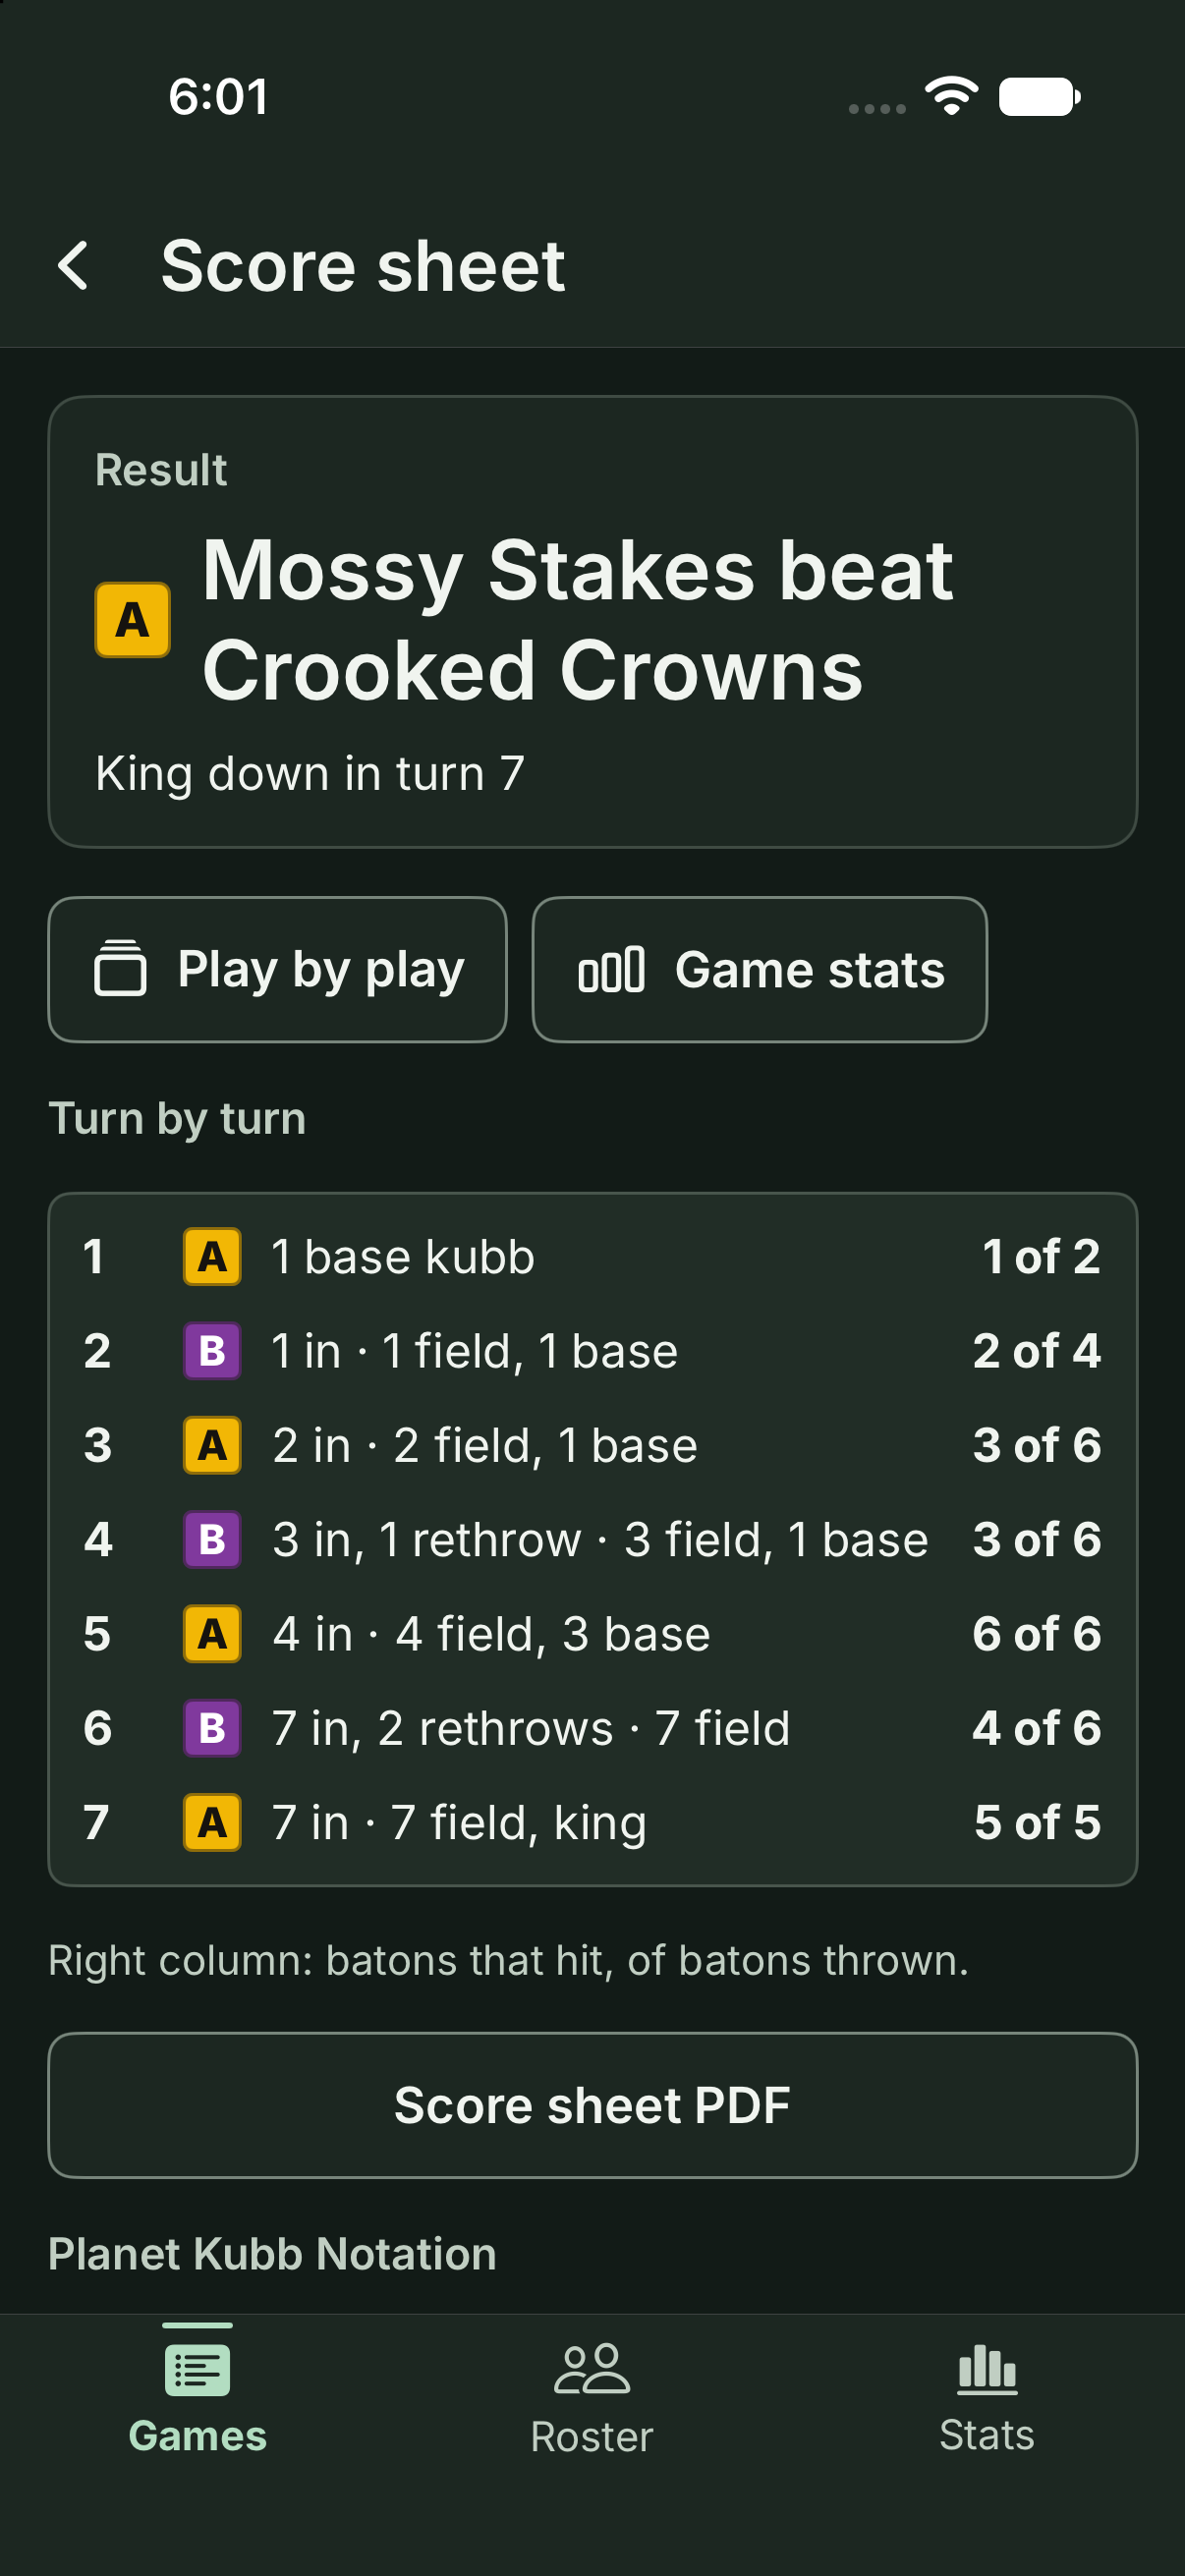 6:01
Score sheet
Result
A
Mossy Stakes beat
Crooked Crowns
King down in turn 7
Play by play
Game stats
Turn by turn
1 A 1 base kubb 1 of 2
2 B 1 in · 1 field, 1 base 2 of 4
3 A 2 in · 2 field, 1 base 3 of 6
4 B 3 in, 1 rethrow · 3 field, 1 base 3 of 6
5 A 4 in · 4 field, 3 base 6 of 6
6 B 7 in, 2 rethrows · 7 field 4 of 6
7 A 7 in · 7 field, king 5 of 5
Right column: batons that hit, of batons thrown.
Score sheet PDF
Planet Kubb Notation
Games Roster Stats